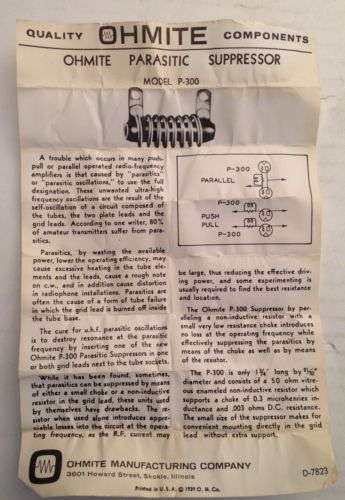 QUALITY OHMITE COMPONENTS
OHMITE PARASITIC SUPPRESSOR
MODEL P-300
A trouble which occurs in many push-
pull or parallel operated radio-frequency
amplifiers is that caused by "parasitics"
or "parasitic oscillations," to use the full
designation. These unwanted ultra-high
frequency oscillations are the result of the
self-oscillation of a circuit composed of
the tubes, the two plate leads and the
grid leads. According to one writer, 80%
of amateur transmitters suffer from para-
sitics.
Parasitics, by wasting the available
power, lower the operating efficiency, may
cause excessive heating in the tube ele-
ments and the leads, cause a rough note
on c.w., and in addition cause distortion
in radiophone installations. Parasitics are
often the cause of a form of tube failure
in which the grid lead is burned off inside
the tube base.
The cure for u.h.f. parasitic oscillations
is to destroy resonance at the parasitic
frequency by inserting one of the new
Ohmite P-300 Parasitic Suppressors in one
or both grid leads next to the tube sockets.
While it has been found, sometimes,
that parasitics can be suppressed by means
of either a small choke or a non-inductive
resistor in the grid lead, these units used
by themselves have drawbacks. The re-
sistor when used alone introduces appre-
ciable losses into the circuit at the opera-
ting frequency, as the R.F. current may
P-300
PARALLEL
P-300
PUSH
PULL
P-300
be large, thus reducing the effective driv-
ing power, and some experimenting is
usually required to find the best resistance
and location.
The Ohmite P-300 Suppressor by par-
alleling a non-inductive resistor with a
small very low resistance choke introduces
no loss at the operating frequency while
effectively suppressing the parasitics by
means of the choke as well as by means
of the resistor.
The P-300 is only 1¾" long by
diameter and consists of a 50 ohm vitre-
ous enameled non-inductive resistor which
supports a choke of 0.3 microhenries in-
ductance and .003 ohms D.C. resistance.
The small size of the suppressor makes for
convenient mounting directly in the grid
lead without extra support.
OHMITE MANUFACTURING COMPANY
3601 Howard Street, Skokie, Illinois
D-7823
Printed in U.S.A. © 1939 O. M. Co.